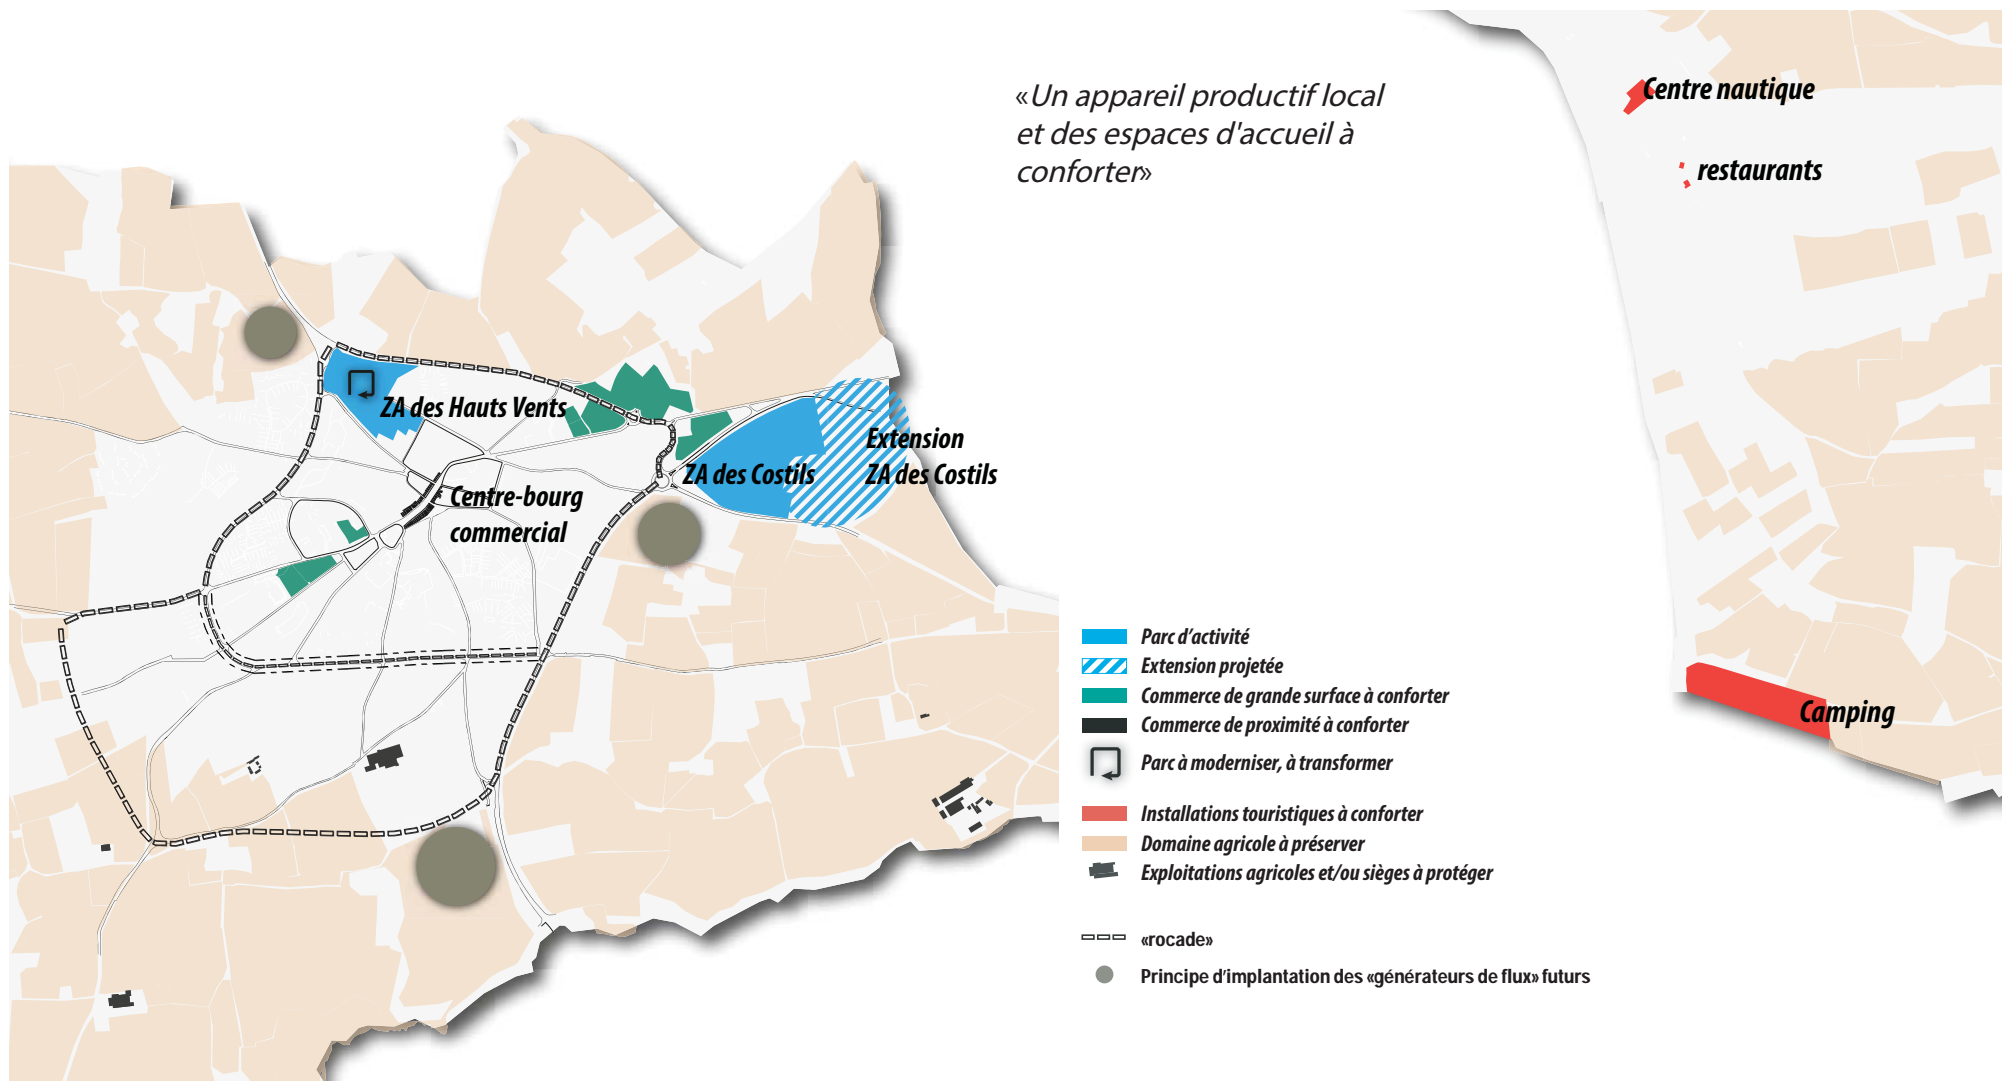 «Un appareil productif local
et des espaces d'accueil à
conforter»
Centre nautique
restaurants
ZA des Hauts Vents
Extension
ZA des Costils
ZA des Costils
Centre-bourg
commercial
Camping
Parc d'activité
Extension projetée
Commerce de grande surface à conforter
Commerce de proximité à conforter
Parc à moderniser, à transformer
Installations touristiques à conforter
Domaine agricole à préserver
Exploitations agricoles et/ou sièges à protéger
«rocade»
Principe d'implantation des «générateurs de flux» futurs